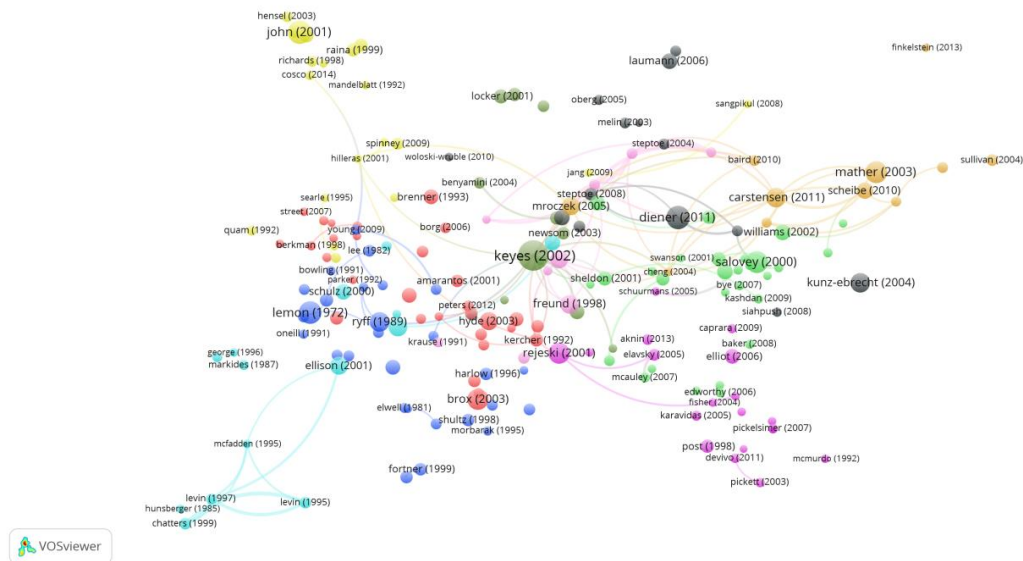 hensel (2003)
john (2001)
raina (1999)
richards (1998)
cosco (2014)
mandelblatt (1992)
laumann (2006)
finkelstein (2013)
locker (2001)
oberg (2005)
sangpikul (2008)
melin (2003)
spinney (2009)
steptoe (2004)
hilleras (2001)
woloski-wruble (2010)
baird (2010)
sullivan (2004)
jang (2009)
mather (2003)
benyamini (2004)
steptoe (2008)
scheibe (2010)
searle (1995)
brenner (1993)
carstensen (2011)
mroczek (2005)
street (2007)
diener (2011)
quam (1992)
young (2009)
borg (2006)
newsom (2003)
williams (2002)
berkman (1998)
lee (1982)
keyes (2002)
swanson (2001)
salovey (2000)
bowling (1991)
cheng (2004)
parker (1992)
amarantos (2001)
sheldon (2001)
bye (2007)
kunz-ebrecht (2004)
schulz (2000)
schuurmans (2005)
kashdan (2009)
peters (2012)
freund (1998)
siahpush (2008)
lemon (1972)
ryff (1989)
hyde (2003)
caprara (2009)
oneill (1991)
krause (1991)
kercher (1992)
aknin (2013)
baker (2008)
george (1996)
rejeski (2001)
elavsky (2005)
elliot (2006)
markides (1987)
ellison (2001)
harlow (1996)
mcauley (2007)
edworthy (2006)
brox (2003)
fisher (2004)
elwell (1981)
karavidas (2005)
shultz (1998)
pickelsimer (2007)
morbarak (1995)
mcfadden (1995)
post (1998)
devivo (2011)
mcmurdo (1992)
fortner (1999)
pickett (2003)
levin (1997)
levin (1995)
hunsberger (1985)
chatters (1999)
VOSviewer